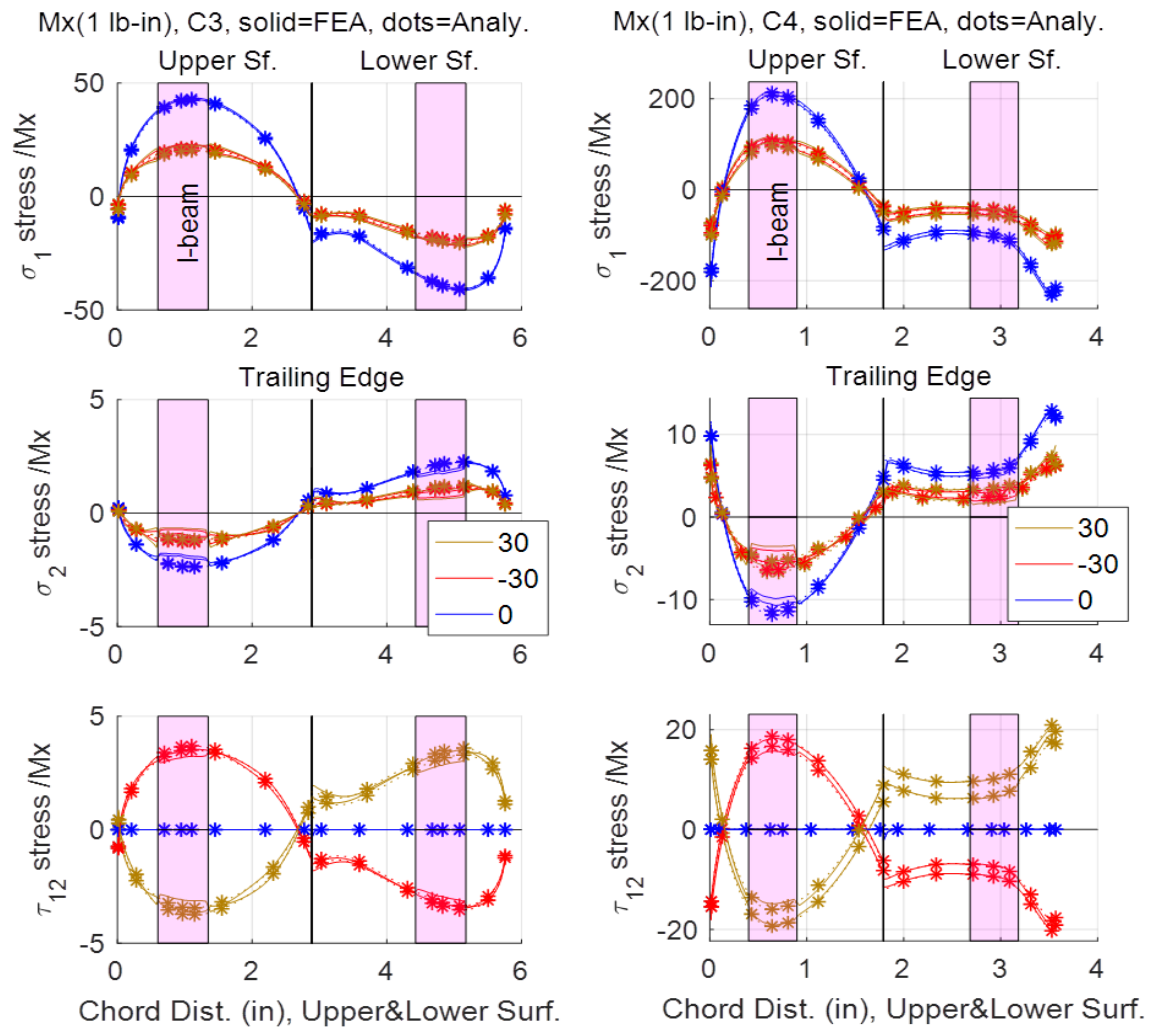 Mx(1 lb-in), C3, solid=FEA, dots=Analy.
Upper Sf. Lower Sf.
50
0
-50
σ1 stress /Mx
I-beam
0 2 4 6
Trailing Edge
5
0
-5
σ2 stress /Mx
30
-30
0
0 2 4 6
5
0
-5
τ12 stress /Mx
0 2 4 6
Chord Dist. (in), Upper&Lower Surf.
Mx(1 lb-in), C4, solid=FEA, dots=Analy.
Upper Sf. Lower Sf.
200
0
-200
σ1 stress /Mx
I-beam
0 1 2 3 4
Trailing Edge
10
0
-10
σ2 stress /Mx
30
-30
0
0 1 2 3 4
20
0
-20
τ12 stress /Mx
0 1 2 3 4
Chord Dist. (in), Upper&Lower Surf.